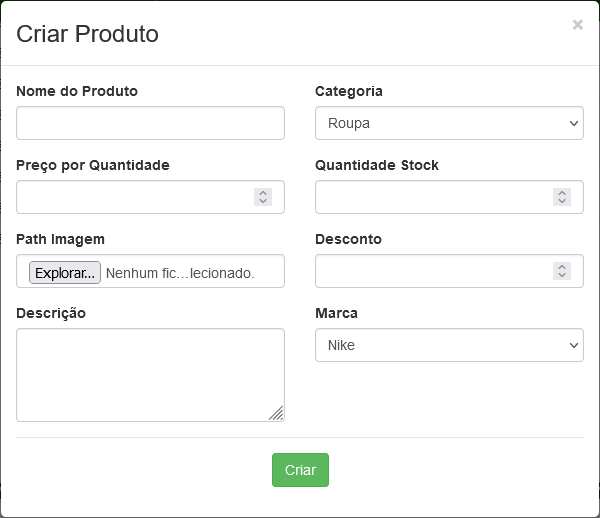 Criar Produto
×
Nome do Produto
Categoria
Roupa
Preço por Quantidade
Quantidade Stock
Path Imagem
Desconto
Explorar... Nenhum fic…lecionado.
Descrição
Marca
Nike
Criar